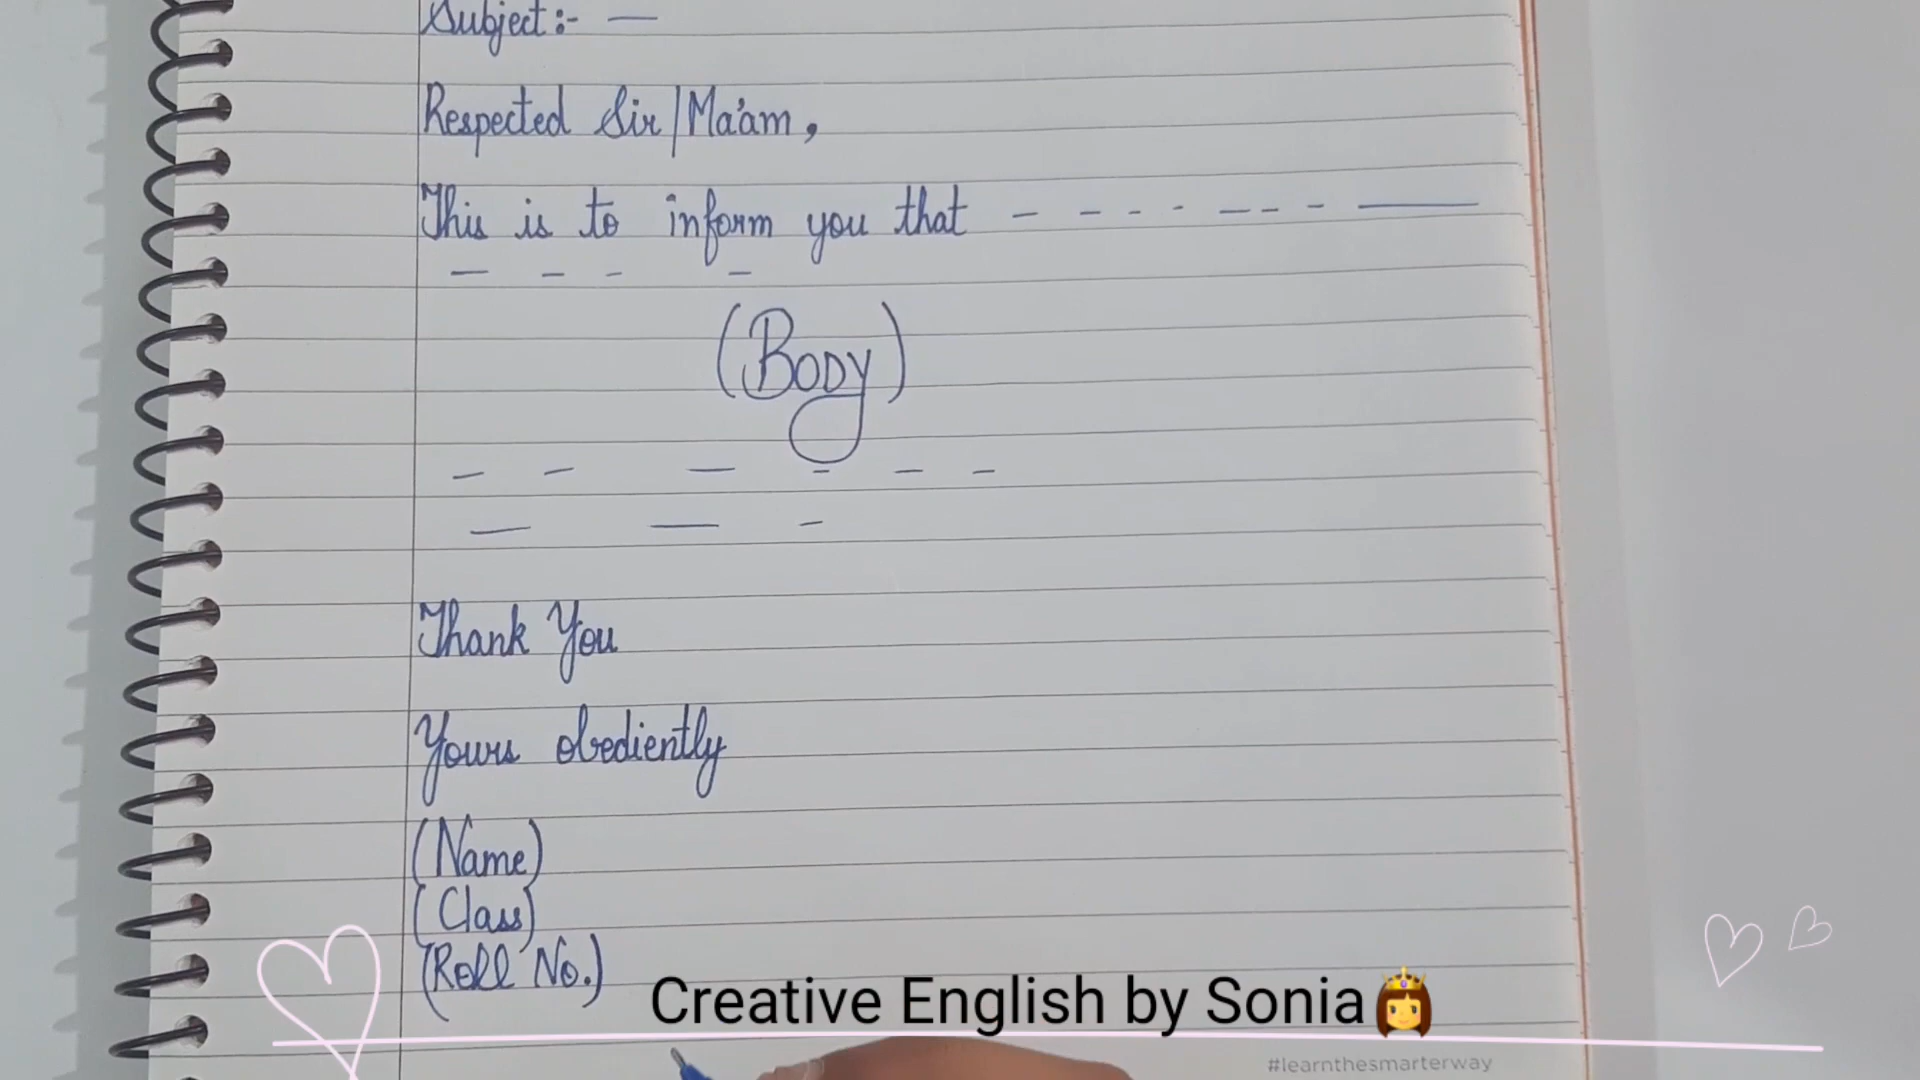 Subject:- —
Respected Sir/Ma'am,
This is to inform you that - - - - - - - —
— - - -
(BODY)
- - — - - -
— — -
Thank You
Yours obediently
(Name)
(Class)
(Roll No.)
Creative English by Sonia👸
#learnthesmarterway